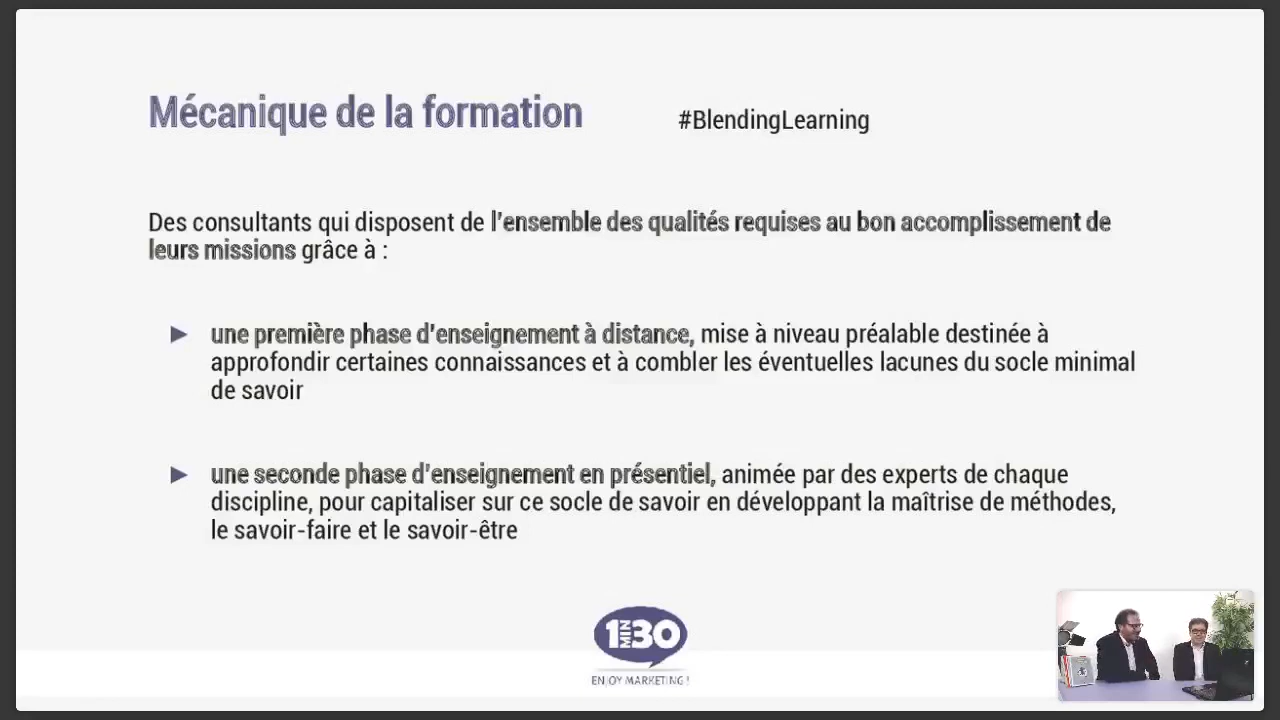 Mécanique de la formation
#BlendingLearning
Des consultants qui disposent de l'ensemble des qualités requises au bon accomplissement de
leurs missions grâce à :
► une première phase d'enseignement à distance, mise à niveau préalable destinée à
approfondir certaines connaissances et à combler les éventuelles lacunes du socle minimal
de savoir
► une seconde phase d'enseignement en présentiel, animée par des experts de chaque
discipline, pour capitaliser sur ce socle de savoir en développant la maîtrise de méthodes,
le savoir-faire et le savoir-être
1MIN30
ENJOY MARKETING !